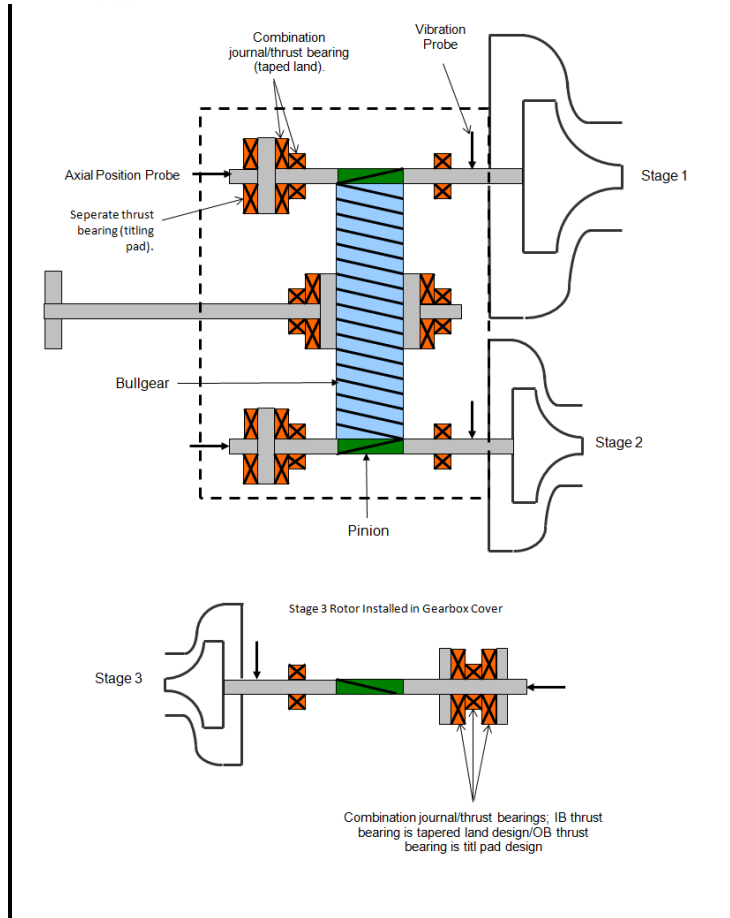 Combination
journal/thrust bearing
(taped land).
Vibration
Probe
Axial Position Probe
Stage 1
Seperate thrust
bearing (titling
pad).
Bullgear
Stage 2
Pinion
Stage 3 Rotor Installed in Gearbox Cover
Stage 3
Combination journal/thrust bearings; IB thrust
bearing is tapered land design/OB thrust
bearing is titl pad design